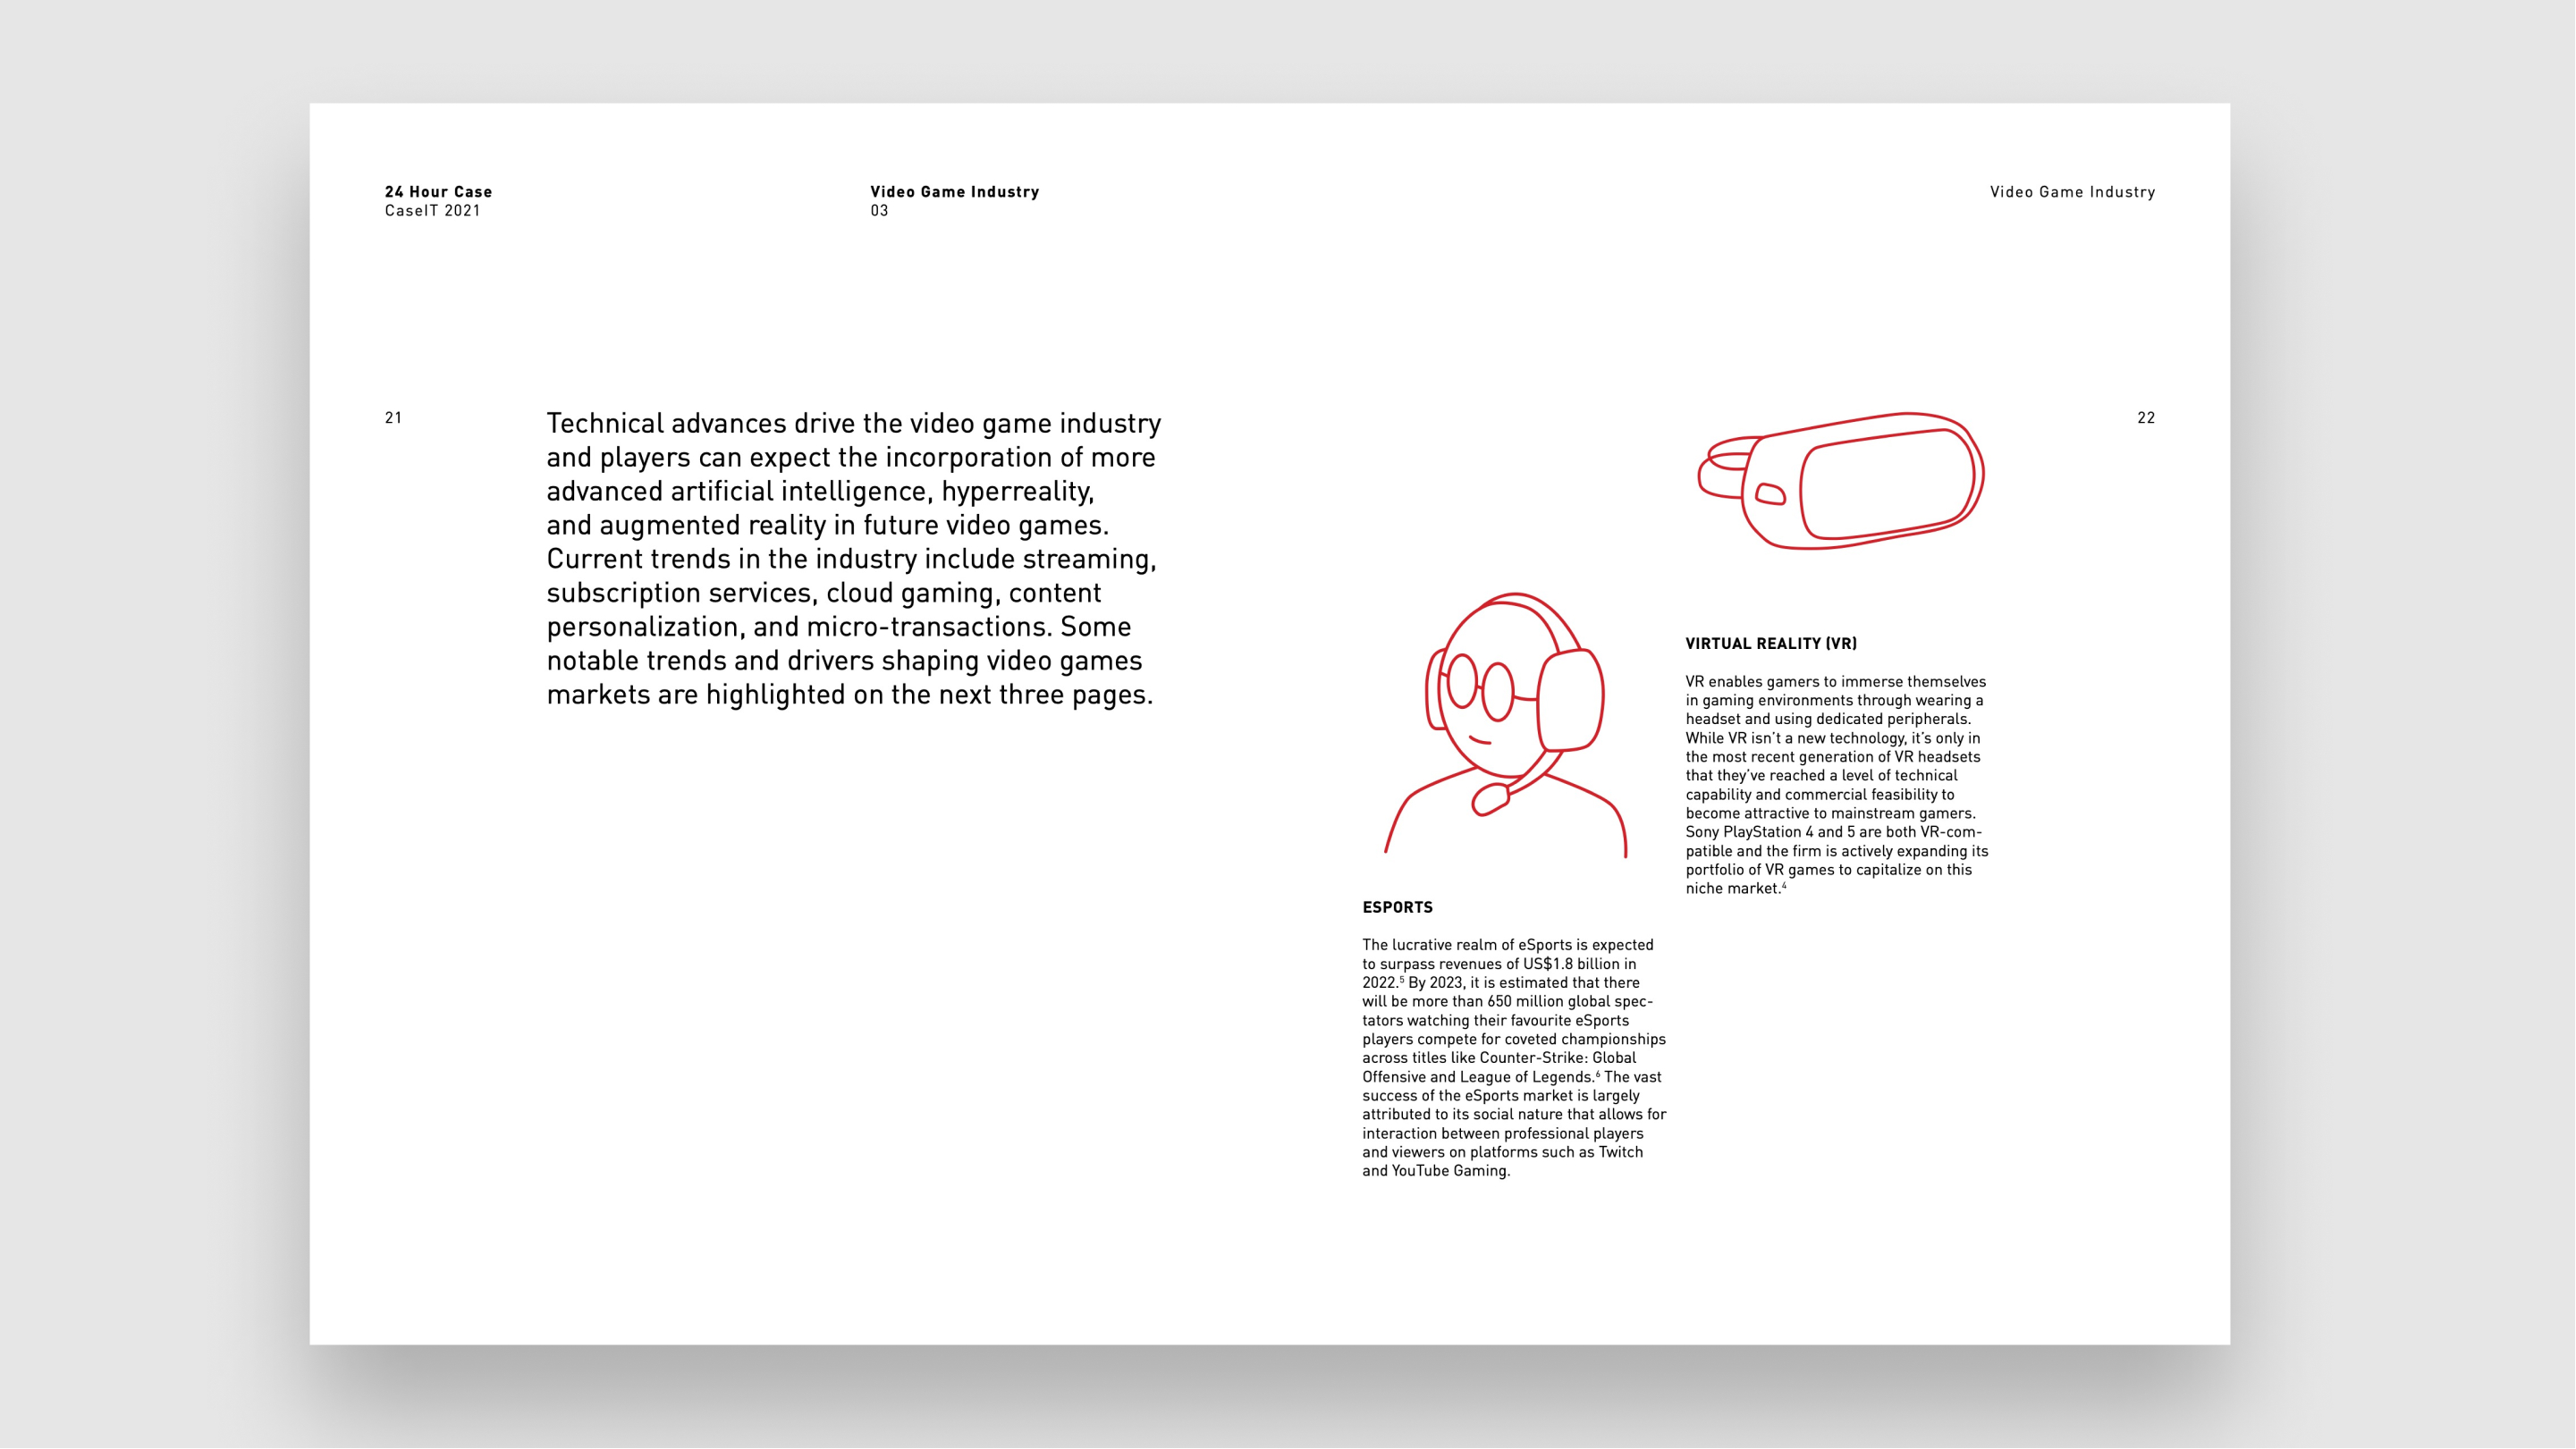 24 Hour Case
CaseIT 2021
Video Game Industry
03
Video Game Industry
21
Technical advances drive the video game industry
and players can expect the incorporation of more
advanced artificial intelligence, hyperreality,
and augmented reality in future video games.
Current trends in the industry include streaming,
subscription services, cloud gaming, content
personalization, and micro-transactions. Some
notable trends and drivers shaping video games
markets are highlighted on the next three pages.
22
ESPORTS
The lucrative realm of eSports is expected
to surpass revenues of US$1.8 billion in
2022.⁵ By 2023, it is estimated that there
will be more than 650 million global spec-
tators watching their favourite eSports
players compete for coveted championships
across titles like Counter-Strike: Global
Offensive and League of Legends.⁶ The vast
success of the eSports market is largely
attributed to its social nature that allows for
interaction between professional players
and viewers on platforms such as Twitch
and YouTube Gaming.
VIRTUAL REALITY (VR)
VR enables gamers to immerse themselves
in gaming environments through wearing a
headset and using dedicated peripherals.
While VR isn't a new technology, it's only in
the most recent generation of VR headsets
that they've reached a level of technical
capability and commercial feasibility to
become attractive to mainstream gamers.
Sony PlayStation 4 and 5 are both VR-com-
patible and the firm is actively expanding its
portfolio of VR games to capitalize on this
niche market.⁴